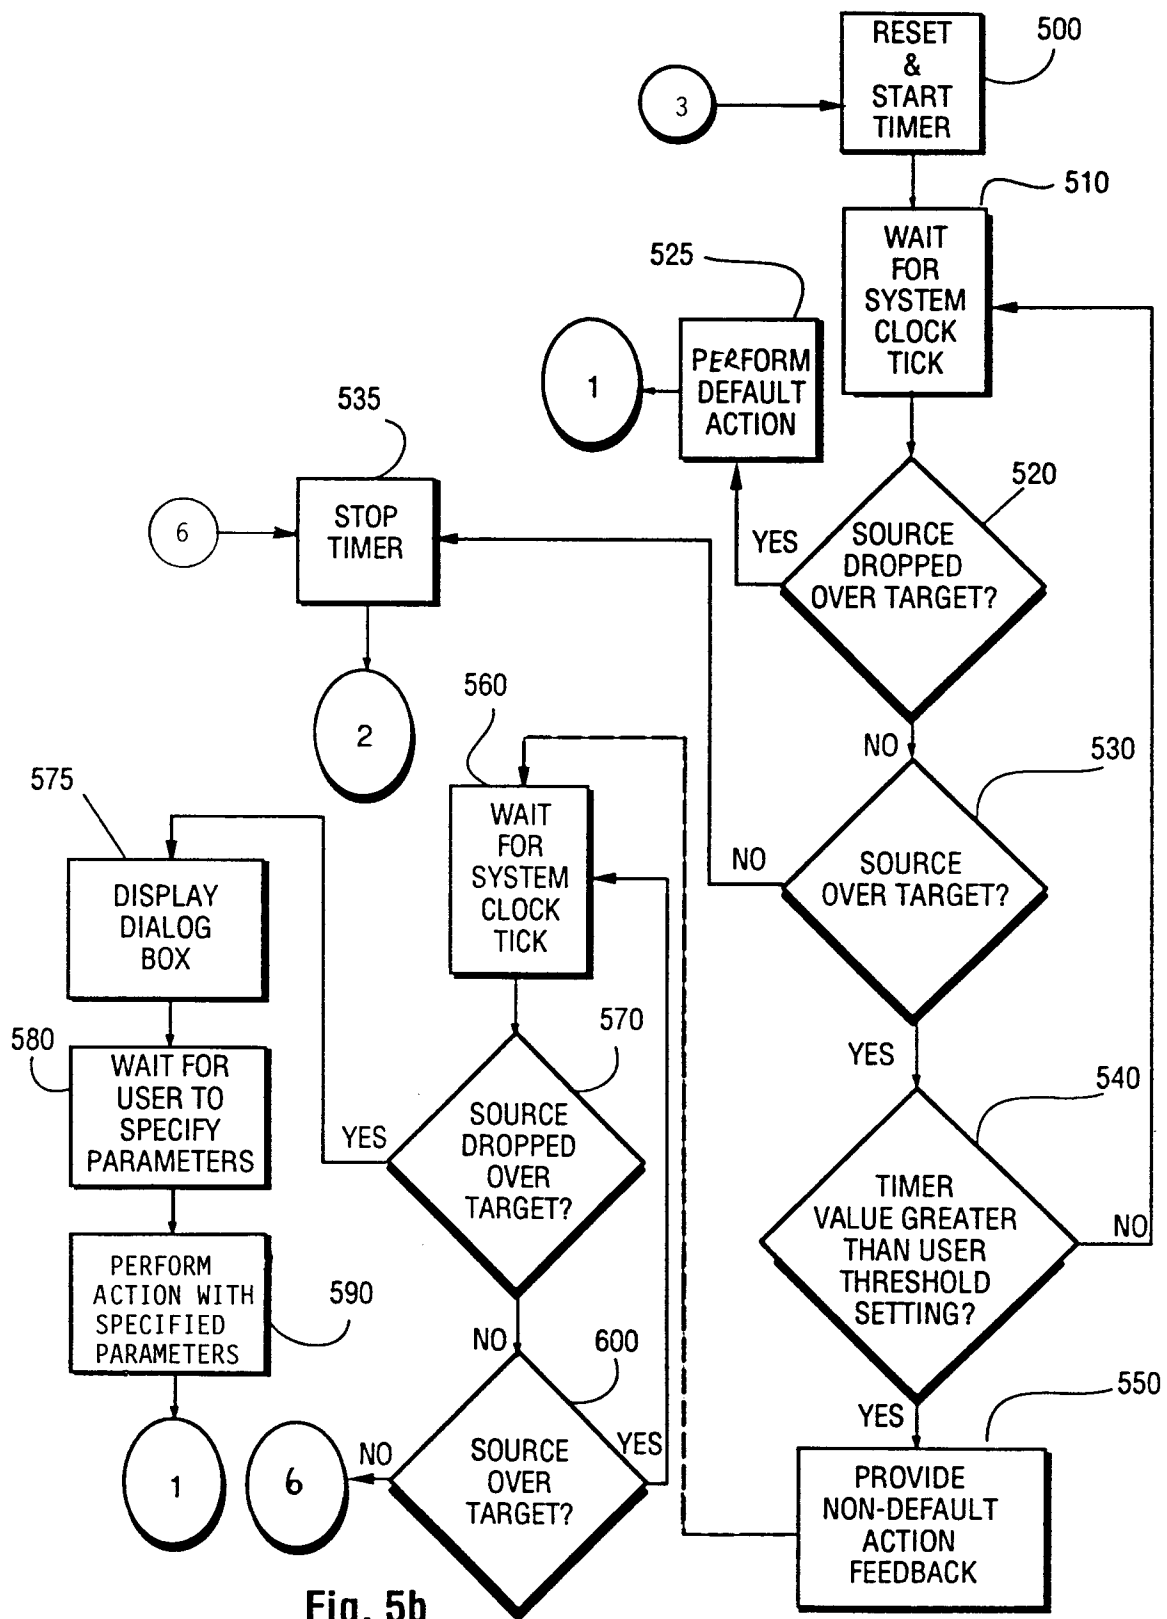 RESET
&
START
TIMER
500
3
WAIT
FOR
SYSTEM
CLOCK
TICK
510
525
PERFORM
DEFAULT
ACTION
1
535
STOP
TIMER
6
2
SOURCE
DROPPED
OVER TARGET?
520
YES
NO
SOURCE
OVER TARGET?
530
NO
YES
TIMER
VALUE GREATER
THAN USER
THRESHOLD
SETTING?
540
NO
YES
PROVIDE
NON-DEFAULT
ACTION
FEEDBACK
550
560
WAIT
FOR
SYSTEM
CLOCK
TICK
SOURCE
DROPPED
OVER
TARGET?
570
YES
NO
575
DISPLAY
DIALOG
BOX
580
WAIT FOR
USER TO
SPECIFY
PARAMETERS
PERFORM
ACTION WITH
SPECIFIED
PARAMETERS
590
1
SOURCE
OVER
TARGET?
600
YES
NO
6
Fig. 5b